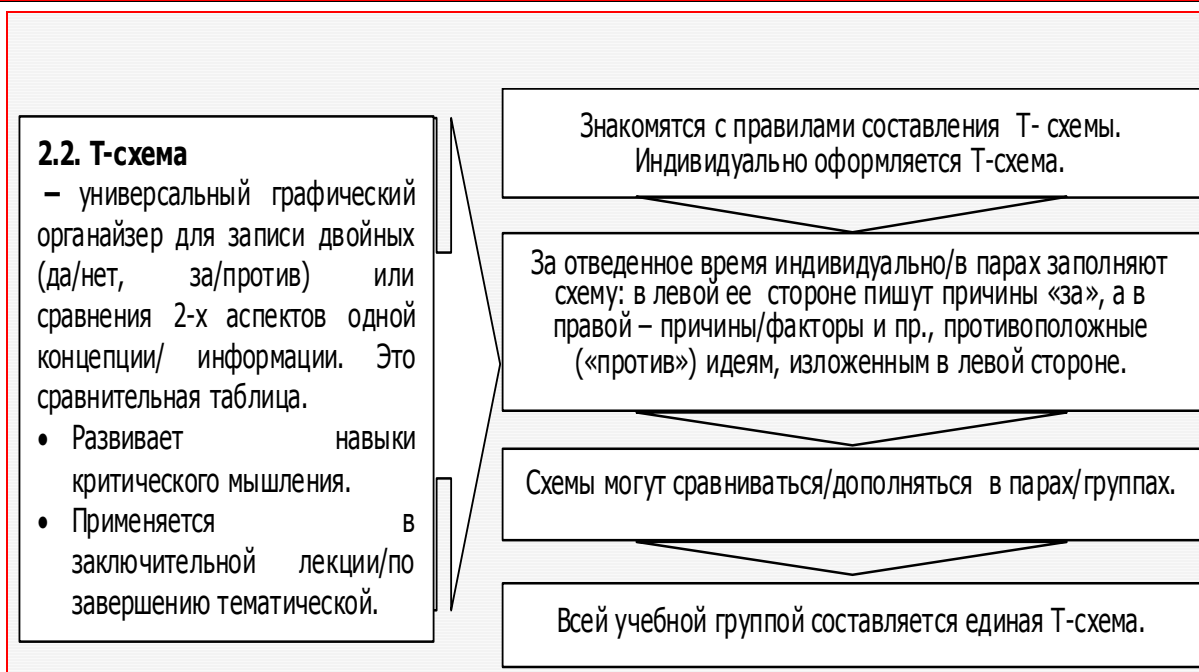 2.2. Т-схема
– универсальный графический
органайзер для записи двойных
(да/нет, за/против) или
сравнения 2-х аспектов одной
концепции/ информации. Это
сравнительная таблица.
• Развивает навыки
критического мышления.
• Применяется в
заключительной лекции/по
завершению тематической.
Знакомятся с правилами составления Т- схемы.
Индивидуально оформляется Т-схема.
За отведенное время индивидуально/в парах заполняют
схему: в левой ее стороне пишут причины «за», а в
правой – причины/факторы и пр., противоположные
(«против») идеям, изложенным в левой стороне.
Схемы могут сравниваться/дополняться в парах/группах.
Всей учебной группой составляется единая Т-схема.